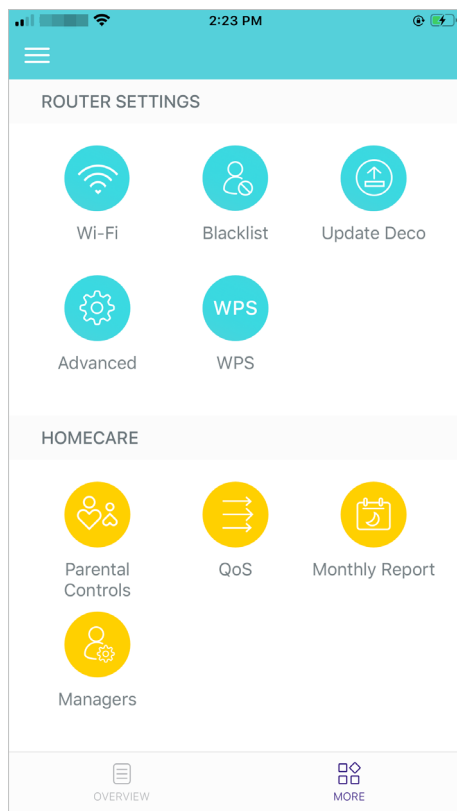 2:23 PM
ROUTER SETTINGS
Wi-Fi
Blacklist
Update Deco
Advanced
WPS
WPS
HOMECARE
Parental
Controls
QoS
Monthly Report
Managers
OVERVIEW
MORE